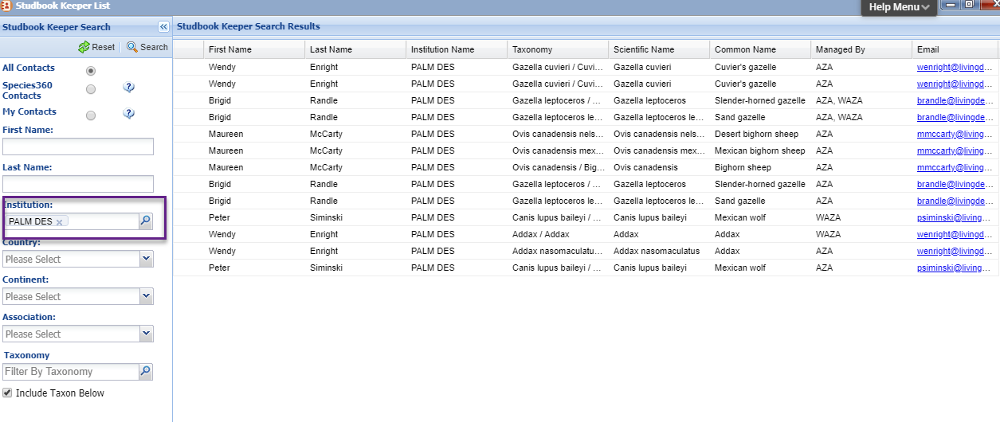 Studbook Keeper List
Help Menu
Studbook Keeper Search
Reset Search
All Contacts
Species360 Contacts
My Contacts
First Name:
Last Name:
Institution:
PALM DES
Country:
Please Select
Continent:
Please Select
Association:
Please Select
Taxonomy
Filter By Taxonomy
Include Taxon Below
Studbook Keeper Search Results
First Name Last Name Institution Name Taxonomy Scientific Name Common Name Managed By Email
Wendy Enright PALM DES Gazella cuvieri / Cuvi... Gazella cuvieri Cuvier's gazelle AZA wenright@livingd...
Wendy Enright PALM DES Gazella cuvieri / Cuvi... Gazella cuvieri Cuvier's gazelle AZA wenright@livingd...
Brigid Randle PALM DES Gazella leptoceros / ... Gazella leptoceros Slender-horned gazelle AZA, WAZA brandle@livingde...
Brigid Randle PALM DES Gazella leptoceros le... Gazella leptoceros le... Sand gazelle AZA, WAZA brandle@livingde...
Maureen McCarty PALM DES Ovis canadensis nels... Ovis canadensis nels... Desert bighorn sheep AZA mmccarty@living...
Maureen McCarty PALM DES Ovis canadensis mex... Ovis canadensis mex... Mexican bighorn sheep AZA mmccarty@living...
Maureen McCarty PALM DES Ovis canadensis / Big... Ovis canadensis Bighorn sheep AZA mmccarty@living...
Brigid Randle PALM DES Gazella leptoceros / ... Gazella leptoceros Slender-horned gazelle AZA brandle@livingde...
Brigid Randle PALM DES Gazella leptoceros le... Gazella leptoceros le... Sand gazelle AZA brandle@livingde...
Peter Siminski PALM DES Canis lupus baileyi / ... Canis lupus baileyi Mexican wolf WAZA psiminski@living...
Wendy Enright PALM DES Addax / Addax Addax Addax WAZA wenright@livingd...
Wendy Enright PALM DES Addax nasomaculatu... Addax nasomaculatus Addax AZA wenright@livingd...
Peter Siminski PALM DES Canis lupus baileyi / ... Canis lupus baileyi Mexican wolf AZA psiminski@living...